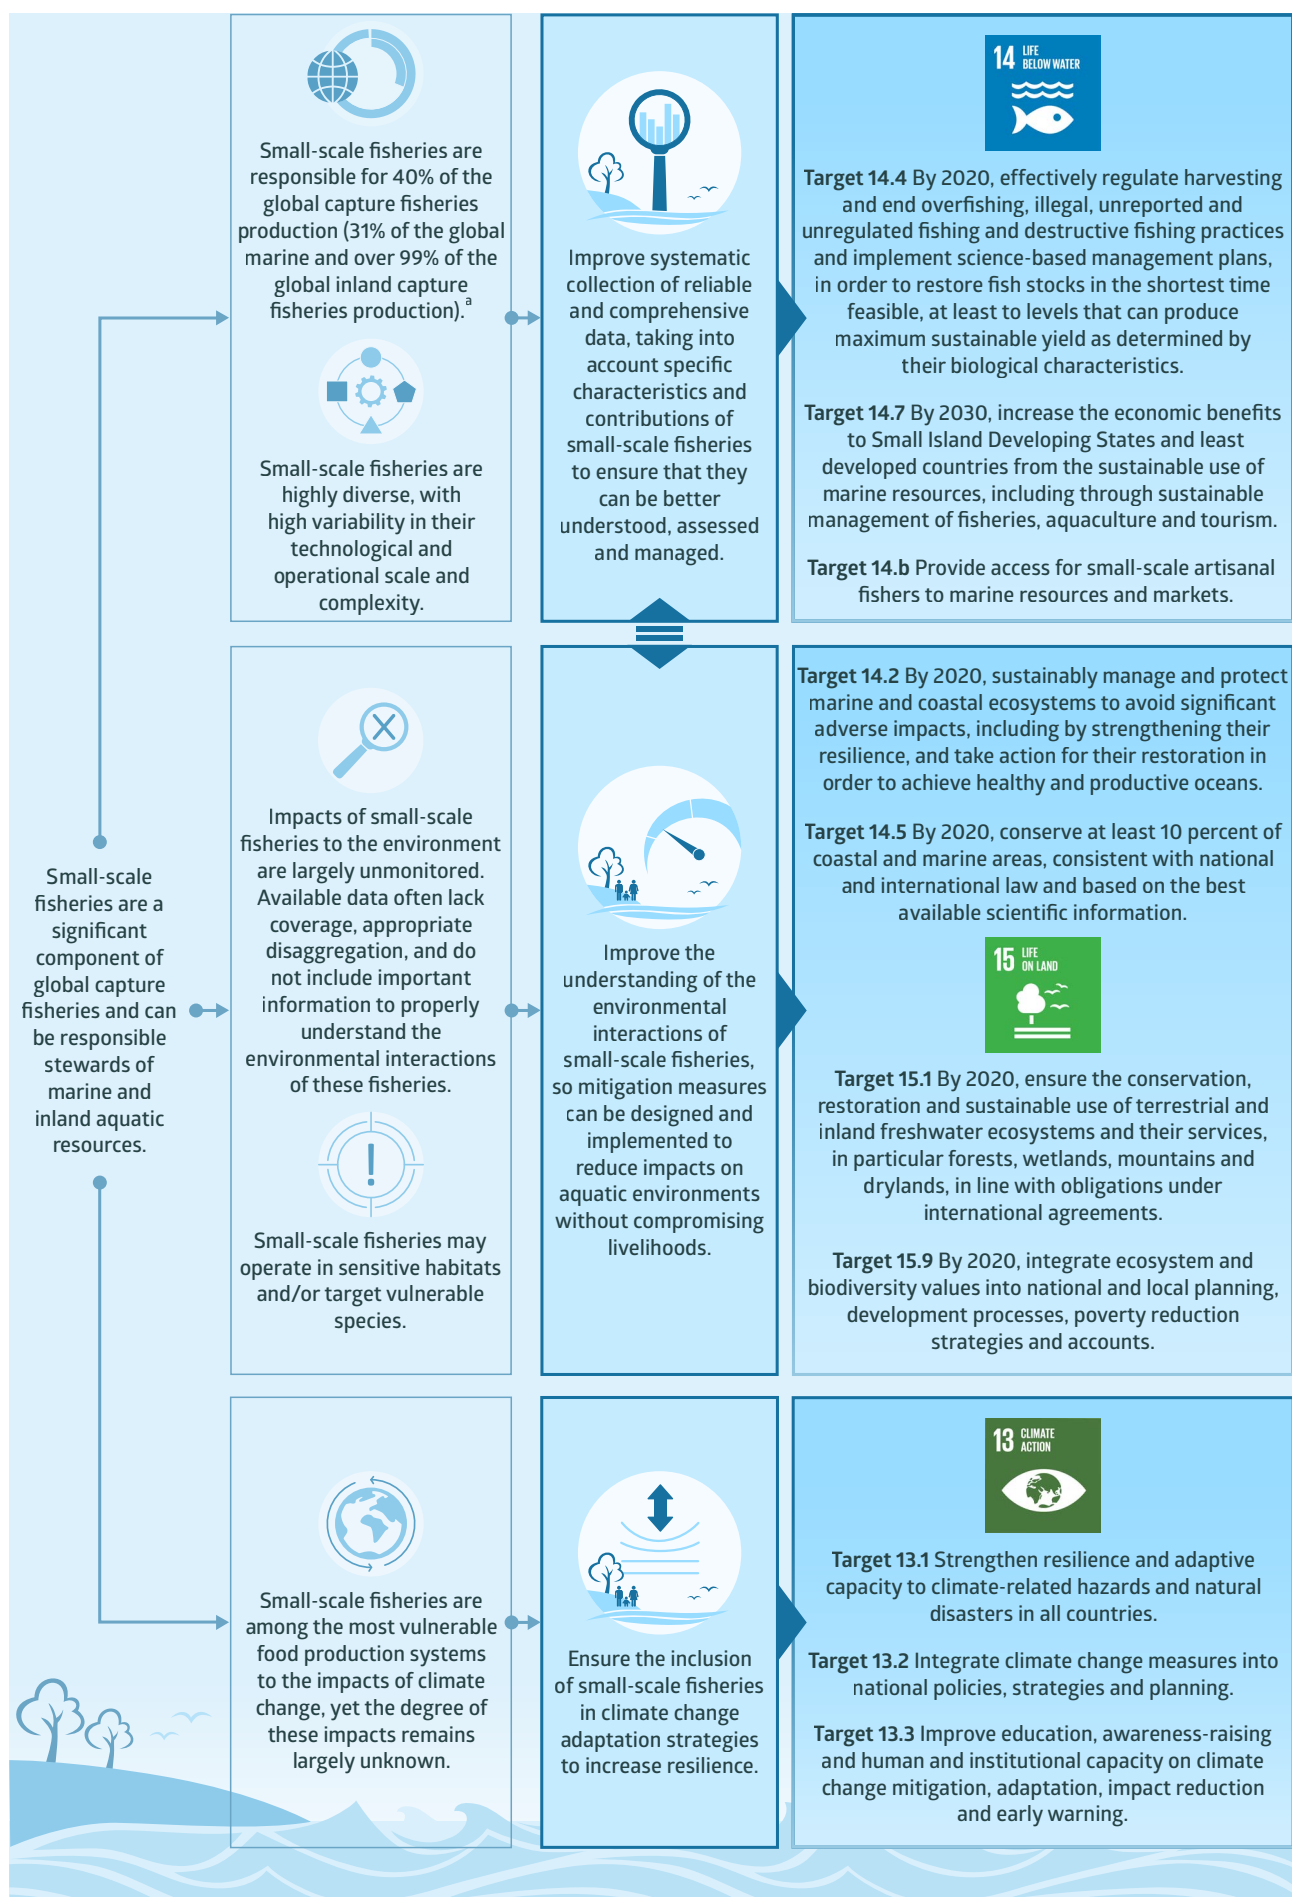 Small-scale
fisheries are a
significant
component of
global capture
fisheries and can
be responsible
stewards of
marine and
inland aquatic
resources.
Small-scale fisheries are
responsible for 40% of the
global capture fisheries
production (31% of the global
marine and over 99% of the
global inland capture
fisheries production).a
Small-scale fisheries are
highly diverse, with
high variability in their
technological and
operational scale and
complexity.
Improve systematic
collection of reliable
and comprehensive
data, taking into
account specific
characteristics and
contributions of
small-scale fisheries
to ensure that they
can be better
understood, assessed
and managed.
14 LIFE
BELOW WATER
Target 14.4 By 2020, effectively regulate harvesting
and end overfishing, illegal, unreported and
unregulated fishing and destructive fishing practices
and implement science-based management plans,
in order to restore fish stocks in the shortest time
feasible, at least to levels that can produce
maximum sustainable yield as determined by
their biological characteristics.
Target 14.7 By 2030, increase the economic benefits
to Small Island Developing States and least
developed countries from the sustainable use of
marine resources, including through sustainable
management of fisheries, aquaculture and tourism.
Target 14.b Provide access for small-scale artisanal
fishers to marine resources and markets.
Impacts of small-scale
fisheries to the environment
are largely unmonitored.
Available data often lack
coverage, appropriate
disaggregation, and do
not include important
information to properly
understand the
environmental interactions
of these fisheries.
Small-scale fisheries may
operate in sensitive habitats
and/or target vulnerable
species.
Improve the
understanding of the
environmental
interactions of
small-scale fisheries,
so mitigation measures
can be designed and
implemented to
reduce impacts on
aquatic environments
without compromising
livelihoods.
Target 14.2 By 2020, sustainably manage and protect
marine and coastal ecosystems to avoid significant
adverse impacts, including by strengthening their
resilience, and take action for their restoration in
order to achieve healthy and productive oceans.
Target 14.5 By 2020, conserve at least 10 percent of
coastal and marine areas, consistent with national
and international law and based on the best
available scientific information.
15 LIFE
ON LAND
Target 15.1 By 2020, ensure the conservation,
restoration and sustainable use of terrestrial and
inland freshwater ecosystems and their services,
in particular forests, wetlands, mountains and
drylands, in line with obligations under
international agreements.
Target 15.9 By 2020, integrate ecosystem and
biodiversity values into national and local planning,
development processes, poverty reduction
strategies and accounts.
Small-scale fisheries are
among the most vulnerable
food production systems
to the impacts of climate
change, yet the degree of
these impacts remains
largely unknown.
Ensure the inclusion
of small-scale fisheries
in climate change
adaptation strategies
to increase resilience.
13 CLIMATE
ACTION
Target 13.1 Strengthen resilience and adaptive
capacity to climate-related hazards and natural
disasters in all countries.
Target 13.2 Integrate climate change measures into
national policies, strategies and planning.
Target 13.3 Improve education, awareness-raising
and human and institutional capacity on climate
change mitigation, adaptation, impact reduction
and early warning.